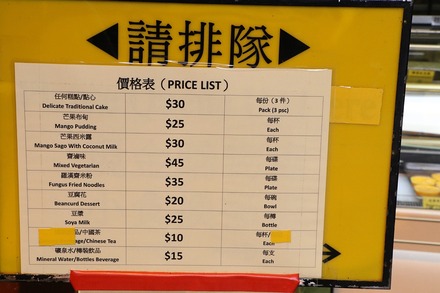 請排隊
價格表（PRICE LIST）
任何糕點/點心 $30 每份（3 件）
Delicate Traditional Cake Pack (3 psc)
芒果布甸 $25 每杯
Mango Pudding Each
芒果西米露 $30 每杯
Mango Sago With Coconut Milk Each
齋滷味 $45 每碟
Mixed Vegetarian Plate
羅漢齋米粉 $35 每碟
Fungus Fried Noodles Plate
豆腐花 $20 每碗
Beancurd Dessert Bowl
豆漿 $25 每樽
Soya Milk Bottle
品/中國茶 $10 每杯/
age/Chinese Tea Each
礦泉水/樽裝飲品 $15 每支
Mineral Water/Bottles Beverage Each